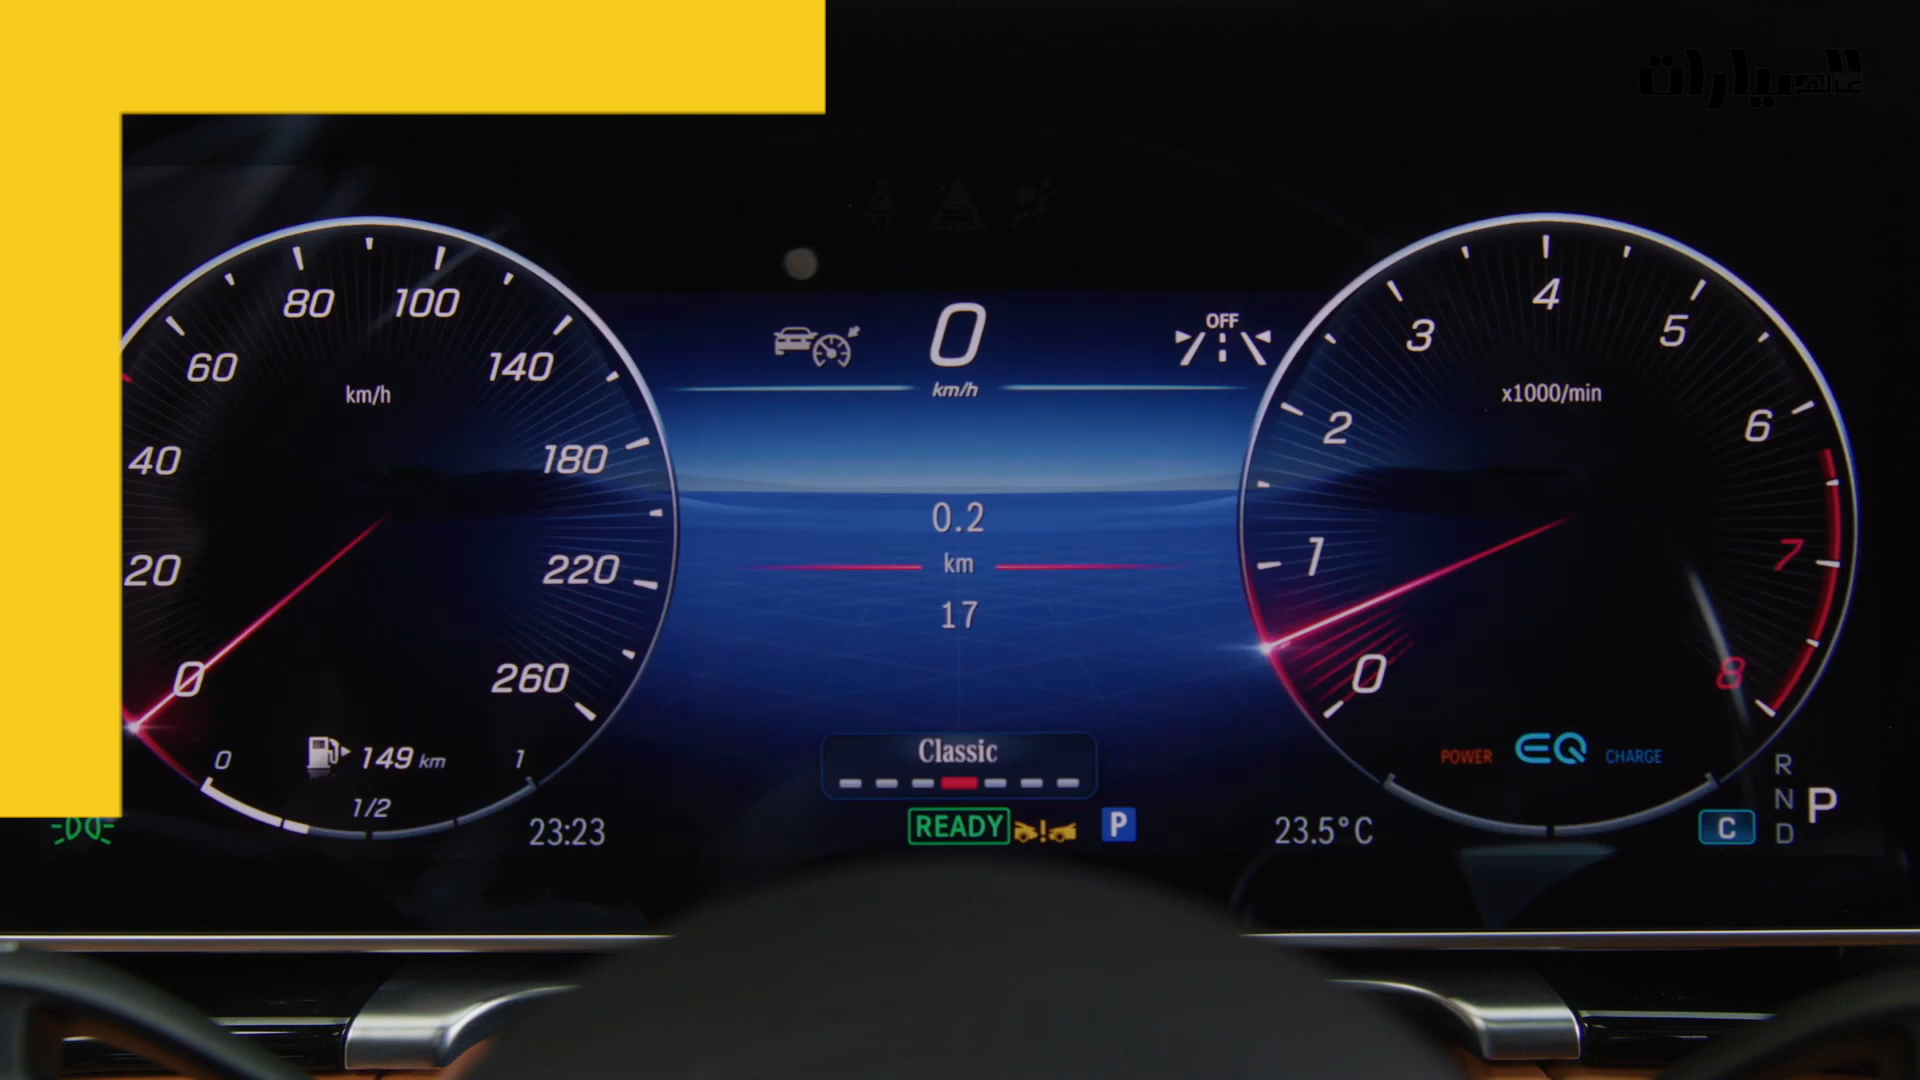 عالم السيارات
80 100
60 140
km/h
40 180
20 220
0 260
149 km
0 1
1/2
23:23
0
km/h
OFF
0.2
km
17
Classic
READY
P
23.5°C
4
3 5
x1000/min
2 6
1 7
0 8
POWER EQ CHARGE
R
N P
C D